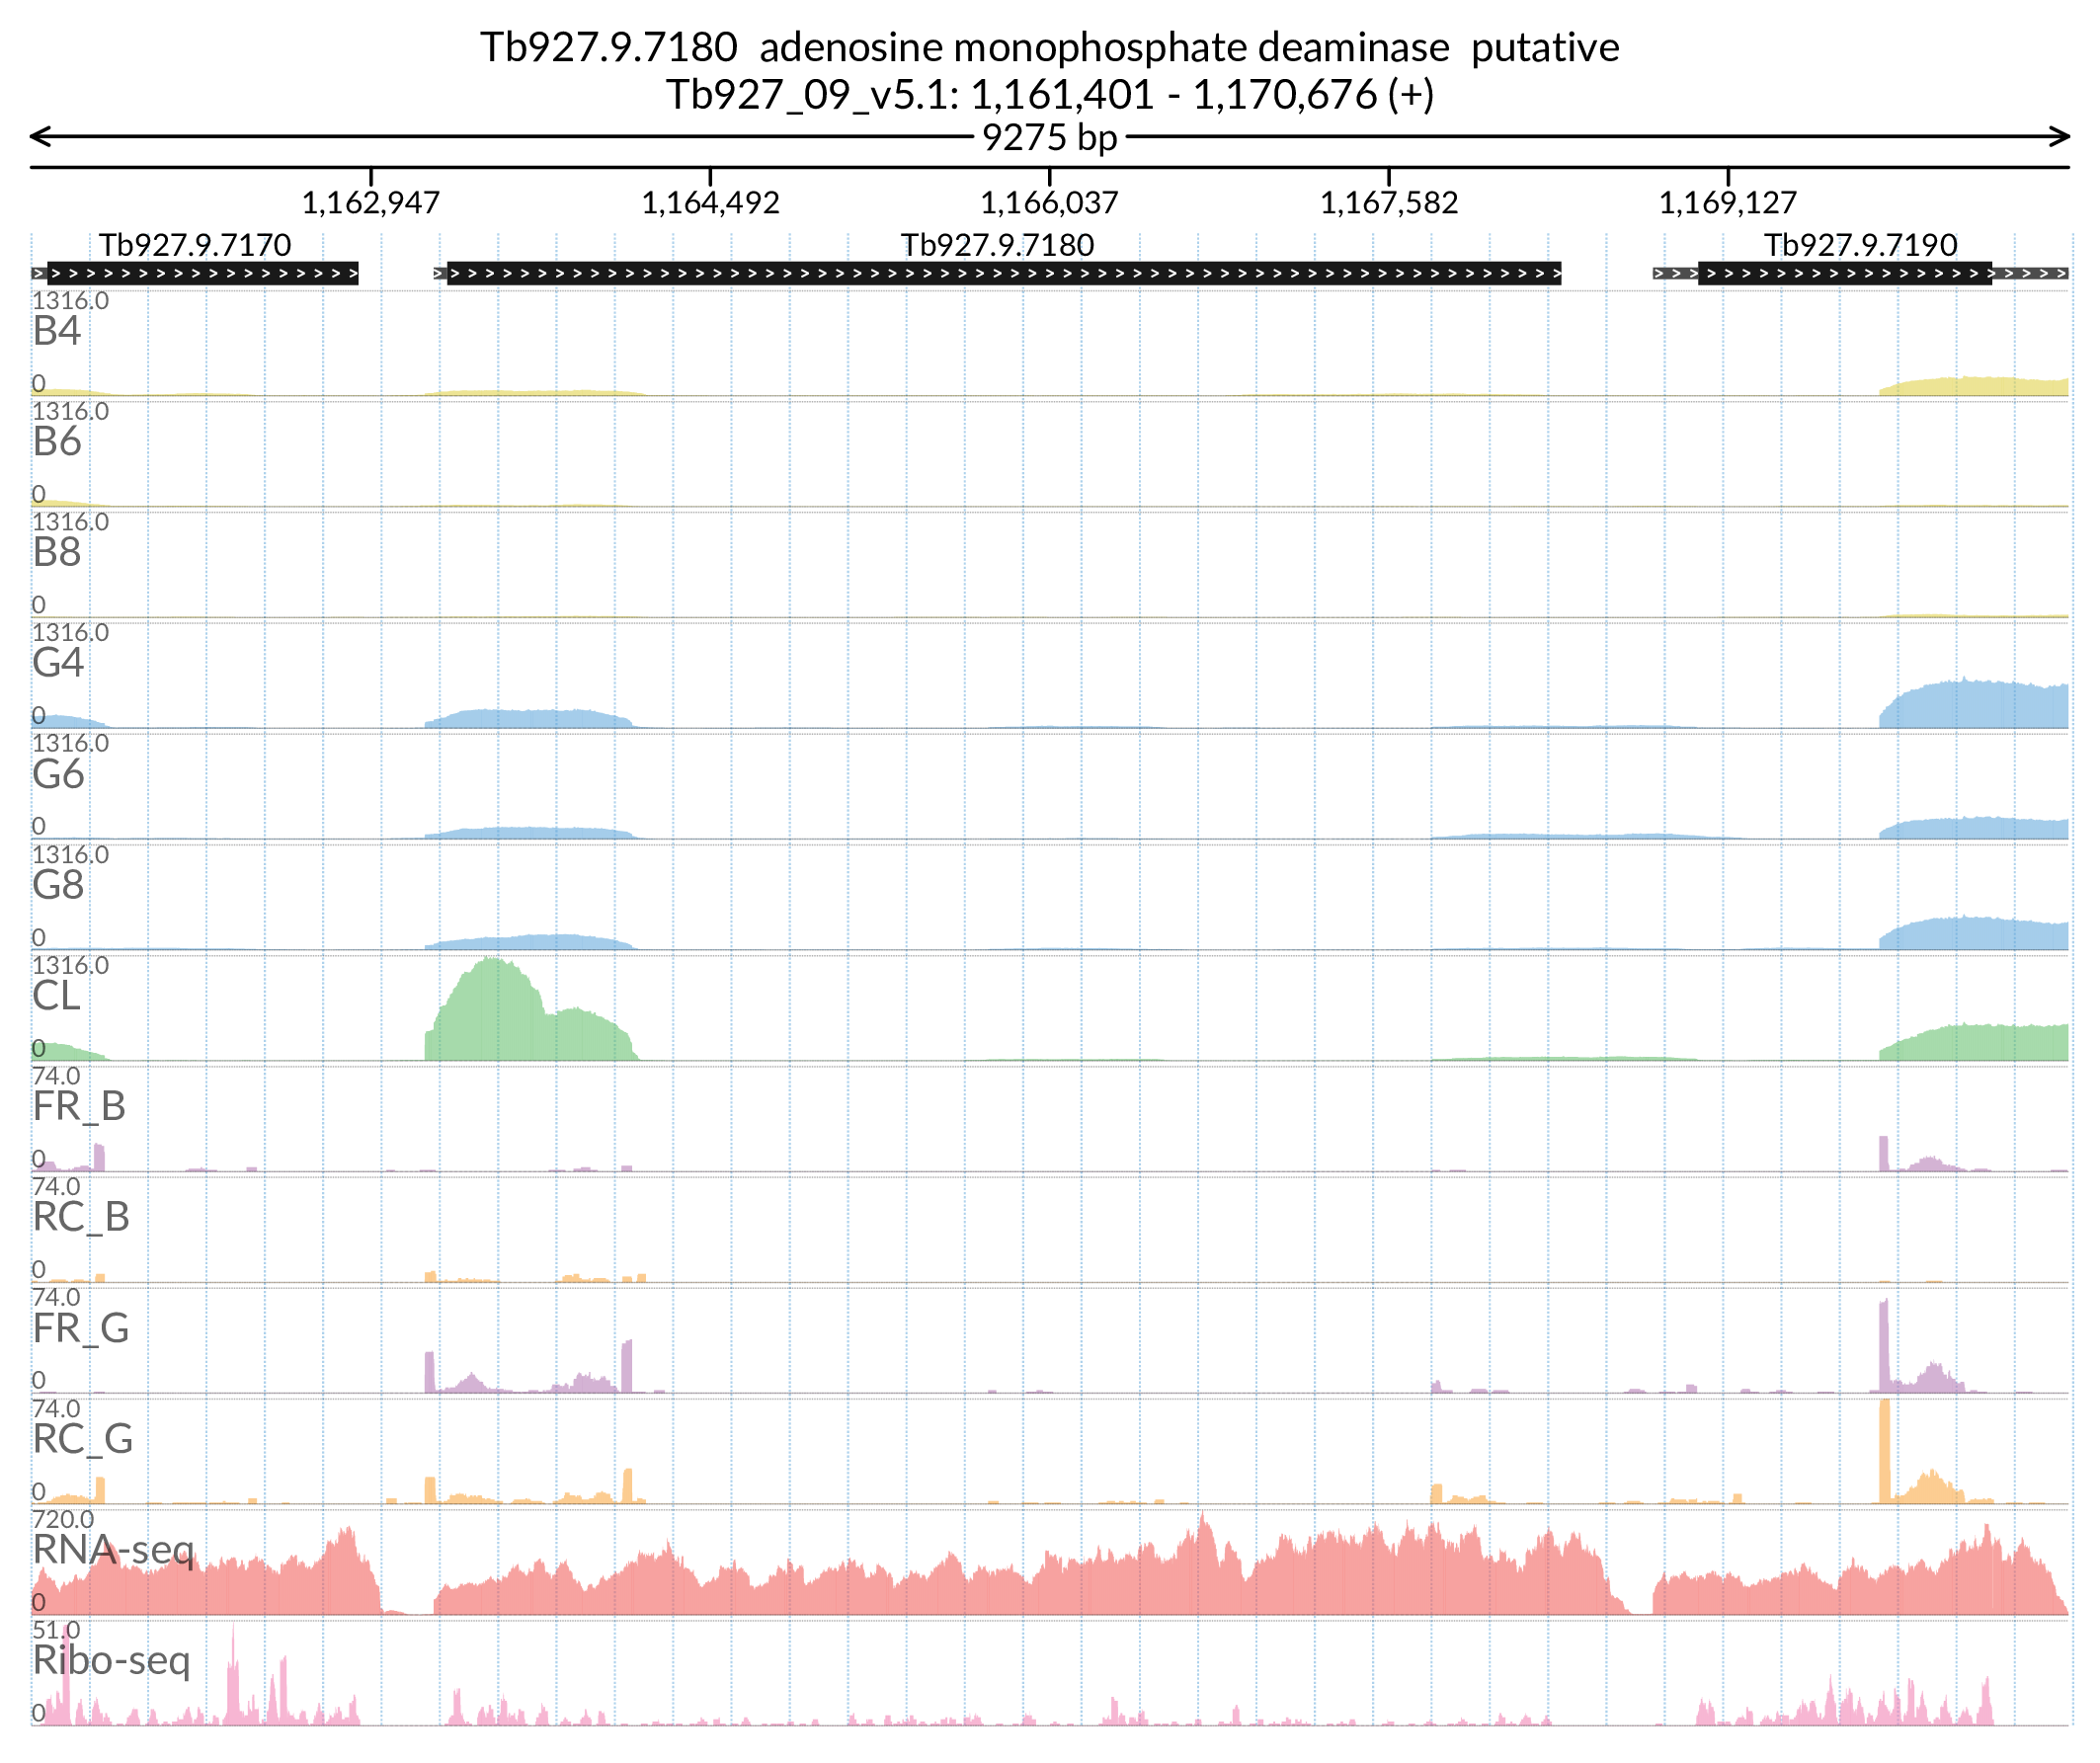 Tb927.9.7180 adenosine monophosphate deaminase putative
Tb927_09_v5.1: 1,161,401 - 1,170,676 (+)
9275 bp
1,162,947 1,164,492 1,166,037 1,167,582 1,169,127
Tb927.9.7170 Tb927.9.7180 Tb927.9.7190
1316.0
B4
0
1316.0
B6
0
1316.0
B8
0
1316.0
G4
0
1316.0
G6
0
1316.0
G8
0
1316.0
CL
0
74.0
FR_B
0
74.0
RC_B
0
74.0
FR_G
0
74.0
RC_G
0
720.0
RNA-seq
0
51.0
Ribo-seq
0